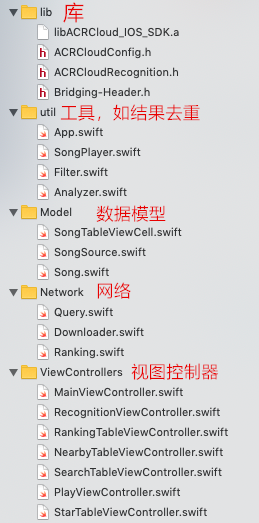 lib 库
libACRCloud_IOS_SDK.a
ACRCloudConfig.h
ACRCloudRecognition.h
Bridging-Header.h
util 工具，如结果去重
App.swift
SongPlayer.swift
Filter.swift
Analyzer.swift
Model 数据模型
SongTableViewCell.swift
SongSource.swift
Song.swift
Network 网络
Query.swift
Downloader.swift
Ranking.swift
ViewControllers 视图控制器
MainViewController.swift
RecognitionViewController.swift
RankingTableViewController.swift
NearbyTableViewController.swift
SearchTableViewController.swift
PlayViewController.swift
StarTableViewController.swift